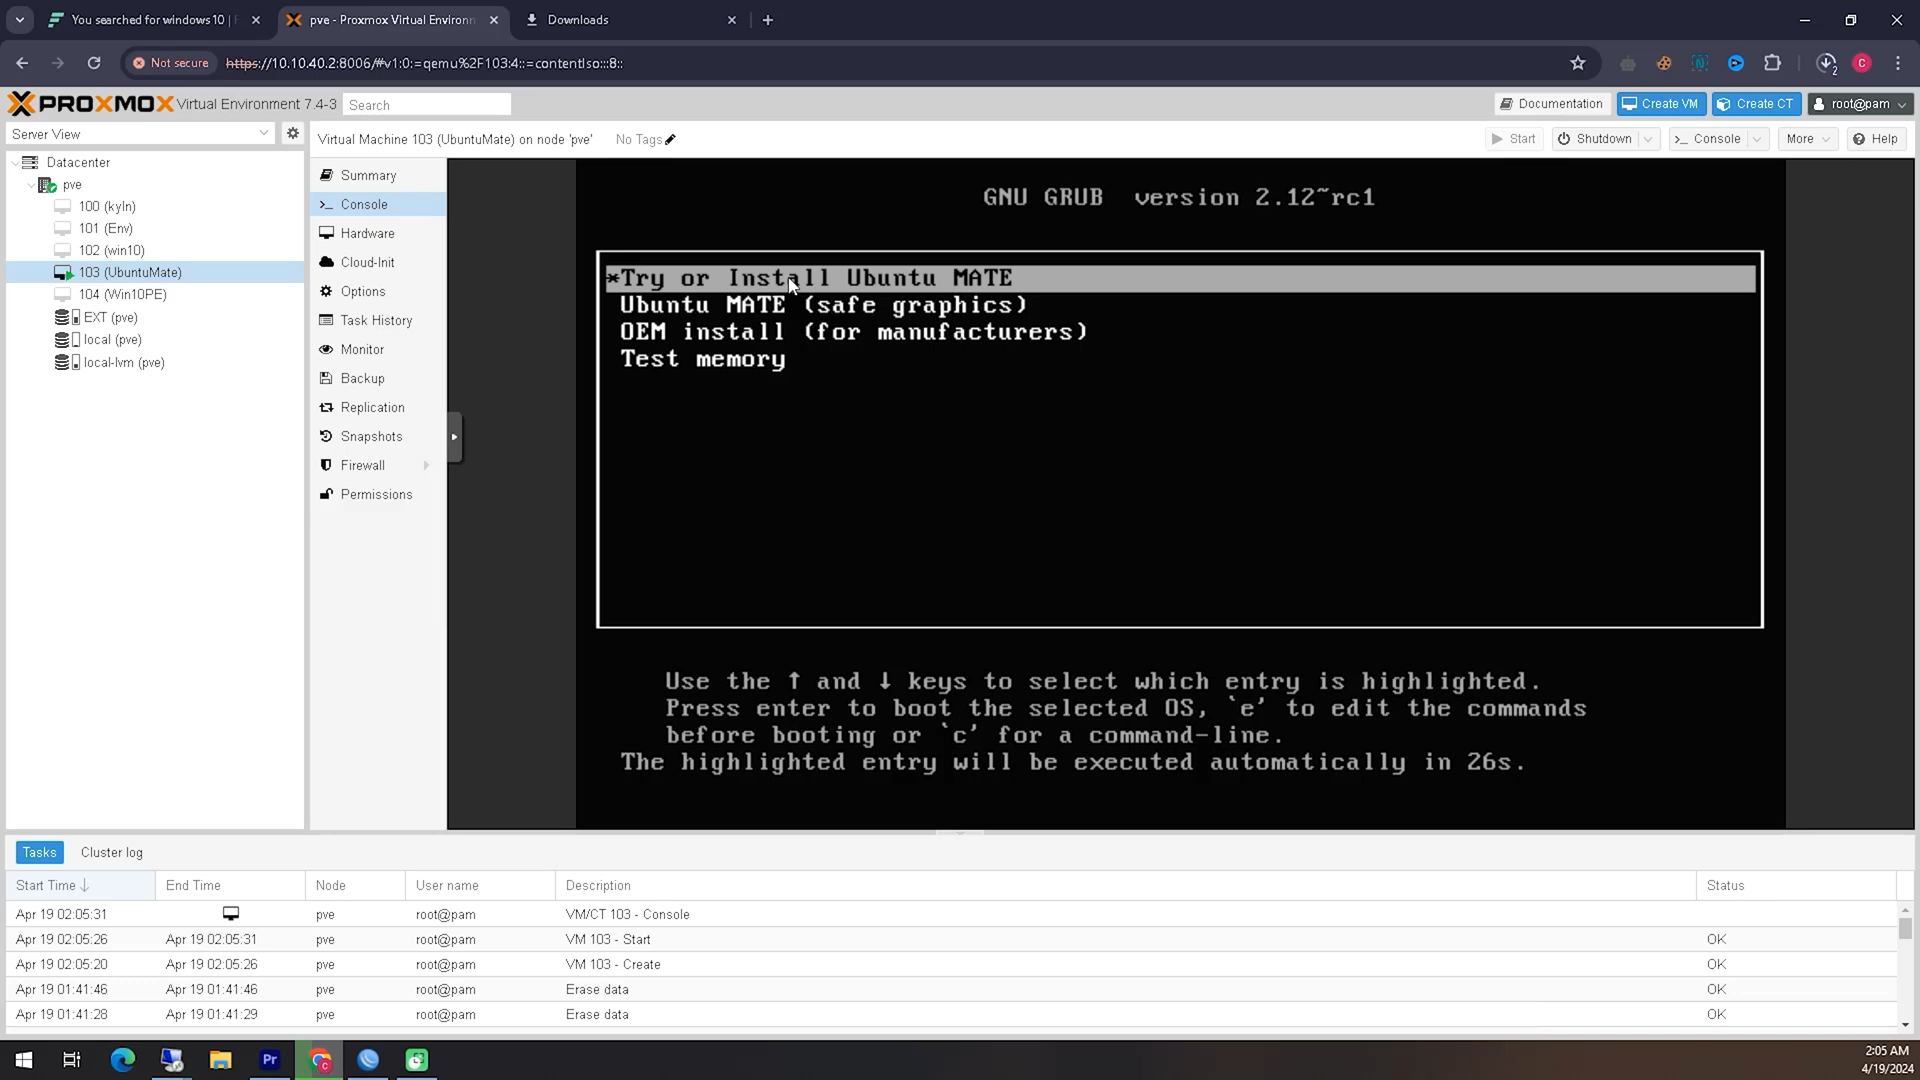 You searched for windows 10 | F
pve - Proxmox Virtual Environm
Downloads
Not secure
https://10.10.40.2:8006/#v1:0:=qemu%2F103:4::=contentIso:::8::
2
C
PROXMOX Virtual Environment 7.4-3
Search
Documentation
Create VM
Create CT
root@pam
Server View
Virtual Machine 103 (UbuntuMate) on node 'pve'
No Tags
Start
Shutdown
>_ Console
More
Help
Datacenter
pve
100 (kyln)
101 (Env)
102 (win10)
103 (UbuntuMate)
104 (Win10PE)
EXT (pve)
local (pve)
local-lvm (pve)
Summary
>_ Console
Hardware
Cloud-Init
Options
Task History
Monitor
Backup
Replication
Snapshots
Firewall
Permissions
GNU GRUB version 2.12~rc1
*Try or Install Ubuntu MATE
Ubuntu MATE (safe graphics)
OEM install (for manufacturers)
Test memory
Use the ↑ and ↓ keys to select which entry is highlighted.
Press enter to boot the selected OS, `e' to edit the commands
before booting or `c' for a command-line.
The highlighted entry will be executed automatically in 26s.
Tasks
Cluster log
Start Time ↓ End Time Node User name Description Status
Apr 19 02:05:31 pve root@pam VM/CT 103 - Console
Apr 19 02:05:26 Apr 19 02:05:31 pve root@pam VM 103 - Start OK
Apr 19 02:05:20 Apr 19 02:05:26 pve root@pam VM 103 - Create OK
Apr 19 01:41:46 Apr 19 01:41:46 pve root@pam Erase data OK
Apr 19 01:41:28 Apr 19 01:41:29 pve root@pam Erase data OK
Pr
C
2:05 AM
4/19/2024